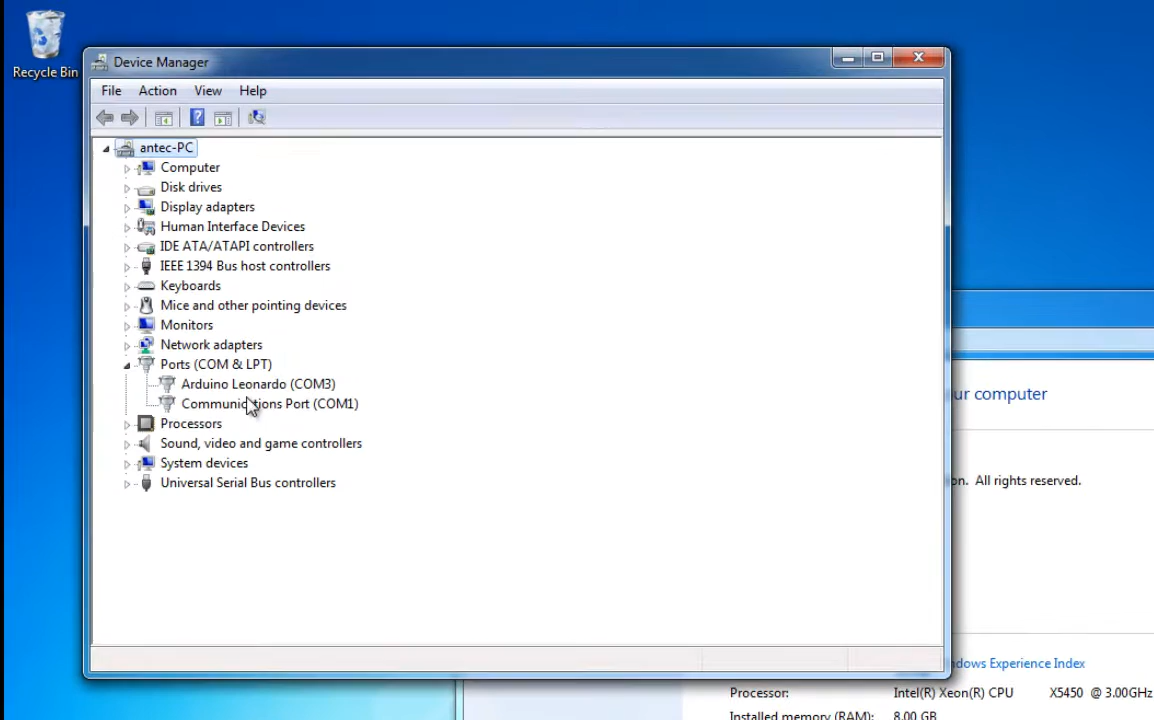 Recycle Bin
Device Manager
File Action View Help
antec-PC
Computer
Disk drives
Display adapters
Human Interface Devices
IDE ATA/ATAPI controllers
IEEE 1394 Bus host controllers
Keyboards
Mice and other pointing devices
Monitors
Network adapters
Ports (COM & LPT)
Arduino Leonardo (COM3)
Communications Port (COM1)
Processors
Sound, video and game controllers
System devices
Universal Serial Bus controllers
ur computer
on. All rights reserved.
ndows Experience Index
Processor: Intel(R) Xeon(R) CPU X5450 @ 3.00GHz
Installed memory (RAM): 8.00 GB